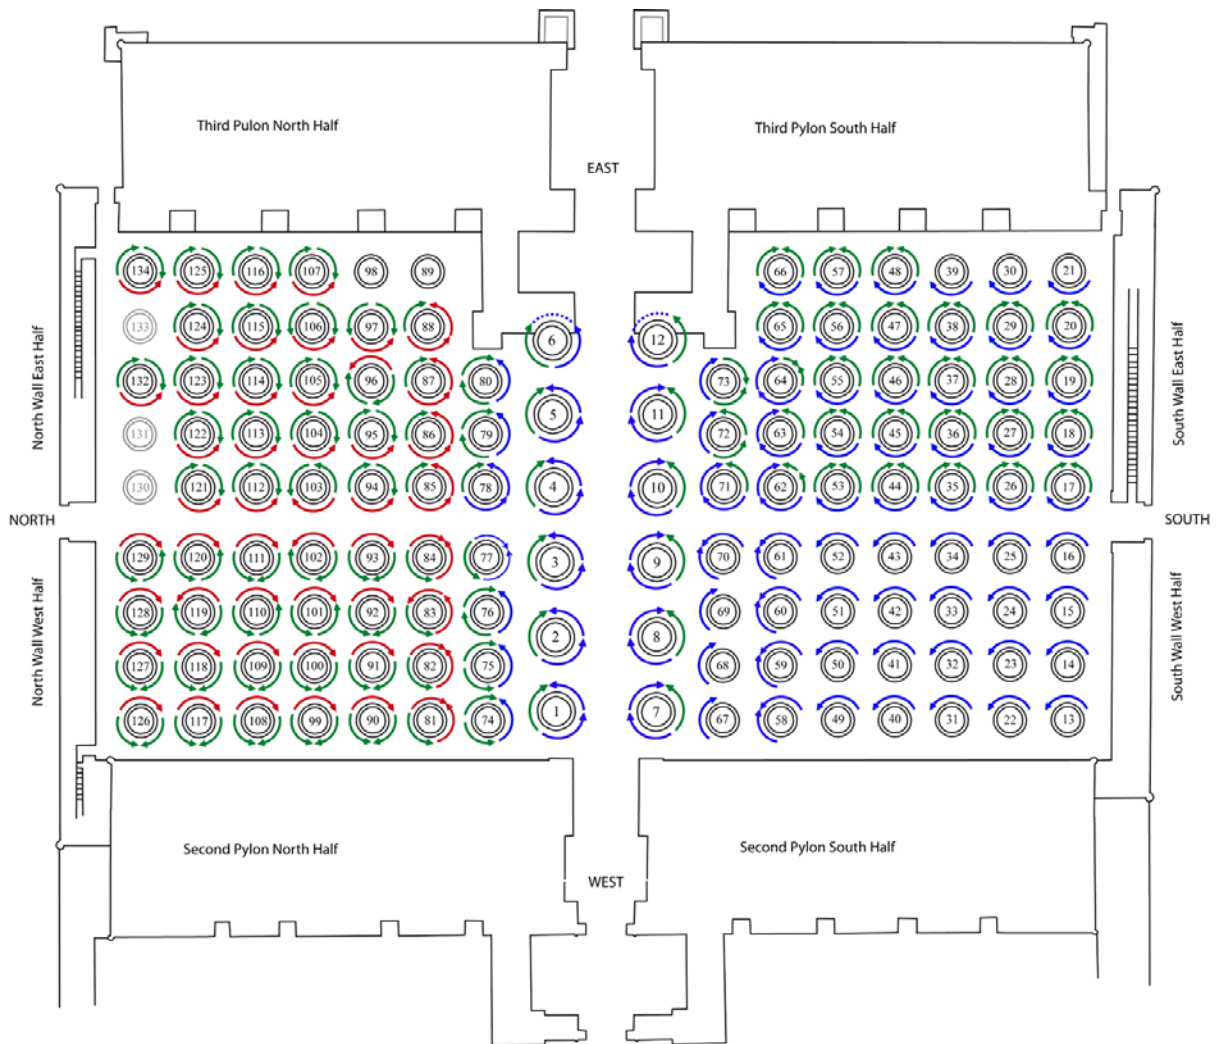 Third Pulon North Half
Third Pylon South Half
EAST
134 125 116 107 98 89 66 57 48 39 30 21
133 124 115 106 97 88 6 12 65 56 47 38 29 20
132 123 114 105 96 87 80 73 64 55 46 37 28 19
5 11
131 122 113 104 95 86 79 72 63 54 45 36 27 18
130 121 112 103 94 85 78 4 10 71 62 53 44 35 26 17
North Wall East Half
South Wall East Half
NORTH
SOUTH
129 120 111 102 93 84 77 3 9 70 61 52 43 34 25 16
128 119 110 101 92 83 76 69 60 51 42 33 24 15
2 8
127 118 109 100 91 82 75 68 59 50 41 32 23 14
126 117 108 99 90 81 74 1 7 67 58 49 40 31 22 13
North Wall West Half
South Wall West Half
Second Pylon North Half
Second Pylon South Half
WEST